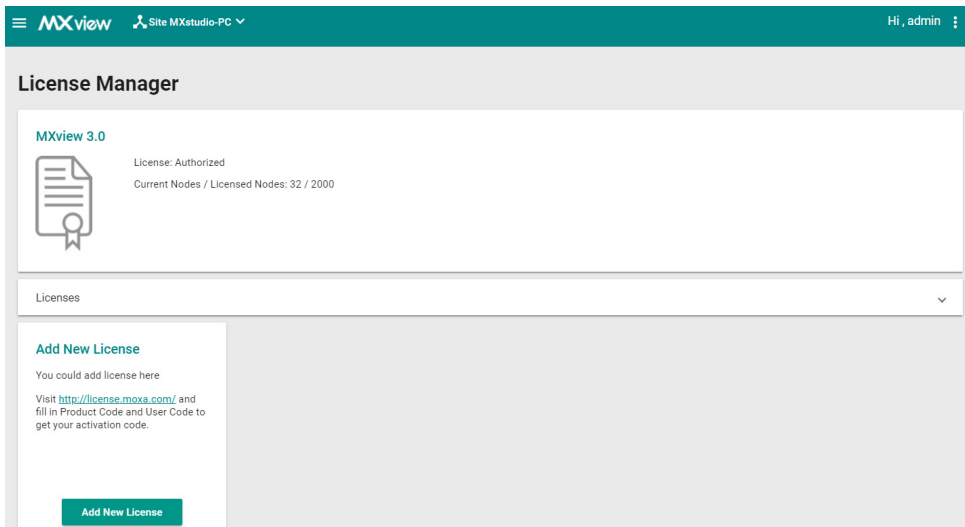 MXview Site MXstudio-PC Hi , admin
License Manager
MXview 3.0
License: Authorized
Current Nodes / Licensed Nodes: 32 / 2000
Licenses
Add New License
You could add license here
Visit http://license.moxa.com/ and
fill in Product Code and User Code to
get your activation code.
Add New License